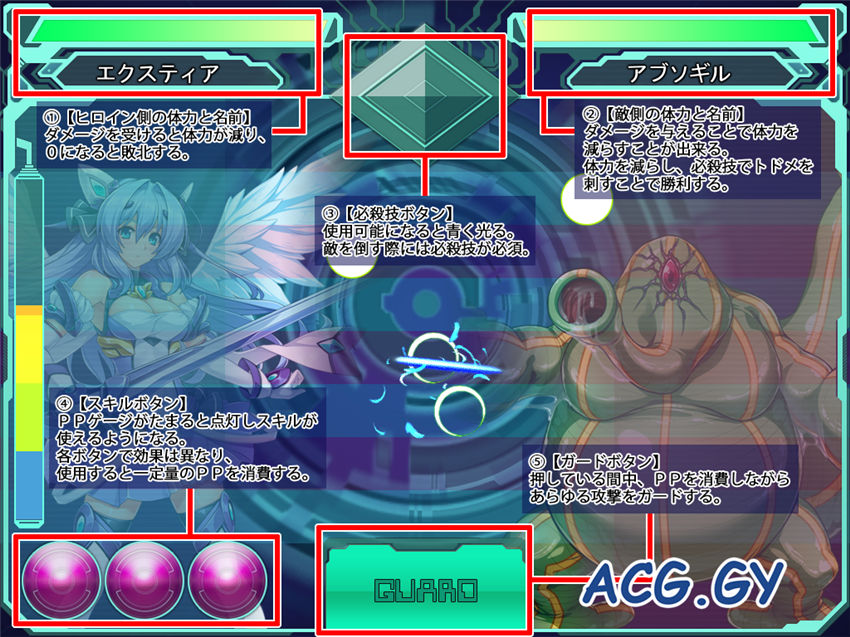 エクスティア
アブソギル
①【ヒロイン側の体力と名前】
ダメージを受けると体力が減り、
０になると敗北する。
②【敵側の体力と名前】
ダメージを与えることで体力を
減らすことが出来る。
体力を減らし、必殺技でトドメを
刺すことで勝利する。
③【必殺技ボタン】
使用可能になると青く光る。
敵を倒す際には必殺技が必須。
④【スキルボタン】
ＰＰゲージがたまると点灯しスキルが
使えるようになる。
各ボタンで効果は異なり、
使用すると一定量のＰＰを消費する。
⑤【ガードボタン】
押している間中、ＰＰを消費しながら
あらゆる攻撃をガードする。
GUARD
ACG.GY